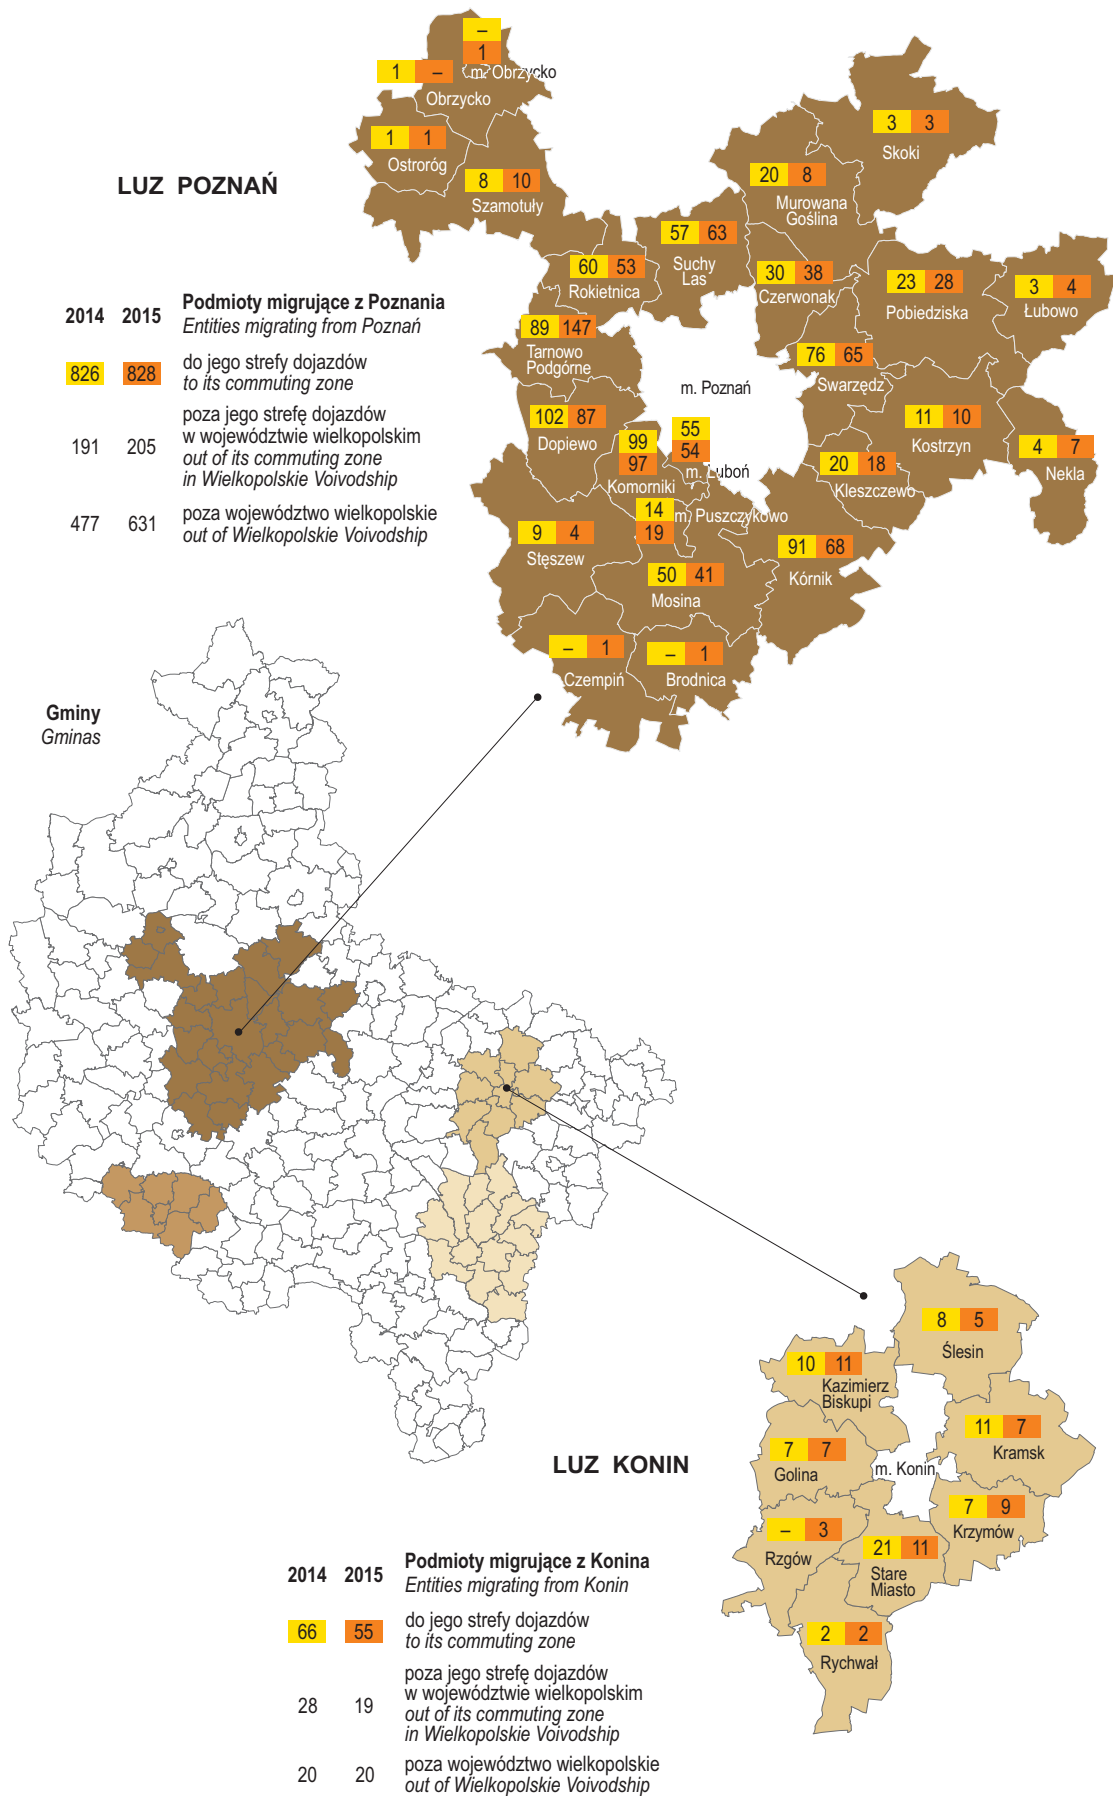 –
1
m. Obrzycko
1 –
Obrzycko
1 1
Ostroróg
8 10
Szamotuły
3 3
Skoki
20 8
Murowana
Goślina
LUZ POZNAŃ
57 63
Suchy
Las
60 53
Rokietnica
30 38
Czerwonak
23 28
Pobiedziska
3 4
Łubowo
89 147
Tarnowo
Podgórne
76 65
Swarzędz
m. Poznań
102 87
Dopiewo
99
97
Komorniki
55
54
m. Luboń
11 10
Kostrzyn
4 7
Nekla
20 18
Kleszczewo
14
19
m. Puszczykowo
9 4
Stęszew
91 68
Kórnik
50 41
Mosina
– 1
Czempiń
– 1
Brodnica
2014 2015 Podmioty migrujące z Poznania
Entities migrating from Poznań
826 828 do jego strefy dojazdów
to its commuting zone
poza jego strefę dojazdów
191 205 w województwie wielkopolskim
out of its commuting zone
in Wielkopolskie Voivodship
477 631 poza województwo wielkopolskie
out of Wielkopolskie Voivodship
Gminy
Gminas
LUZ KONIN
8 5
Ślesin
10 11
Kazimierz
Biskupi
11 7
Kramsk
7 7
Golina
m. Konin
7 9
Krzymów
– 3
Rzgów
21 11
Stare
Miasto
2 2
Rychwał
2014 2015 Podmioty migrujące z Konina
Entities migrating from Konin
66 55 do jego strefy dojazdów
to its commuting zone
poza jego strefę dojazdów
28 19 w województwie wielkopolskim
out of its commuting zone
in Wielkopolskie Voivodship
20 20 poza województwo wielkopolskie
out of Wielkopolskie Voivodship